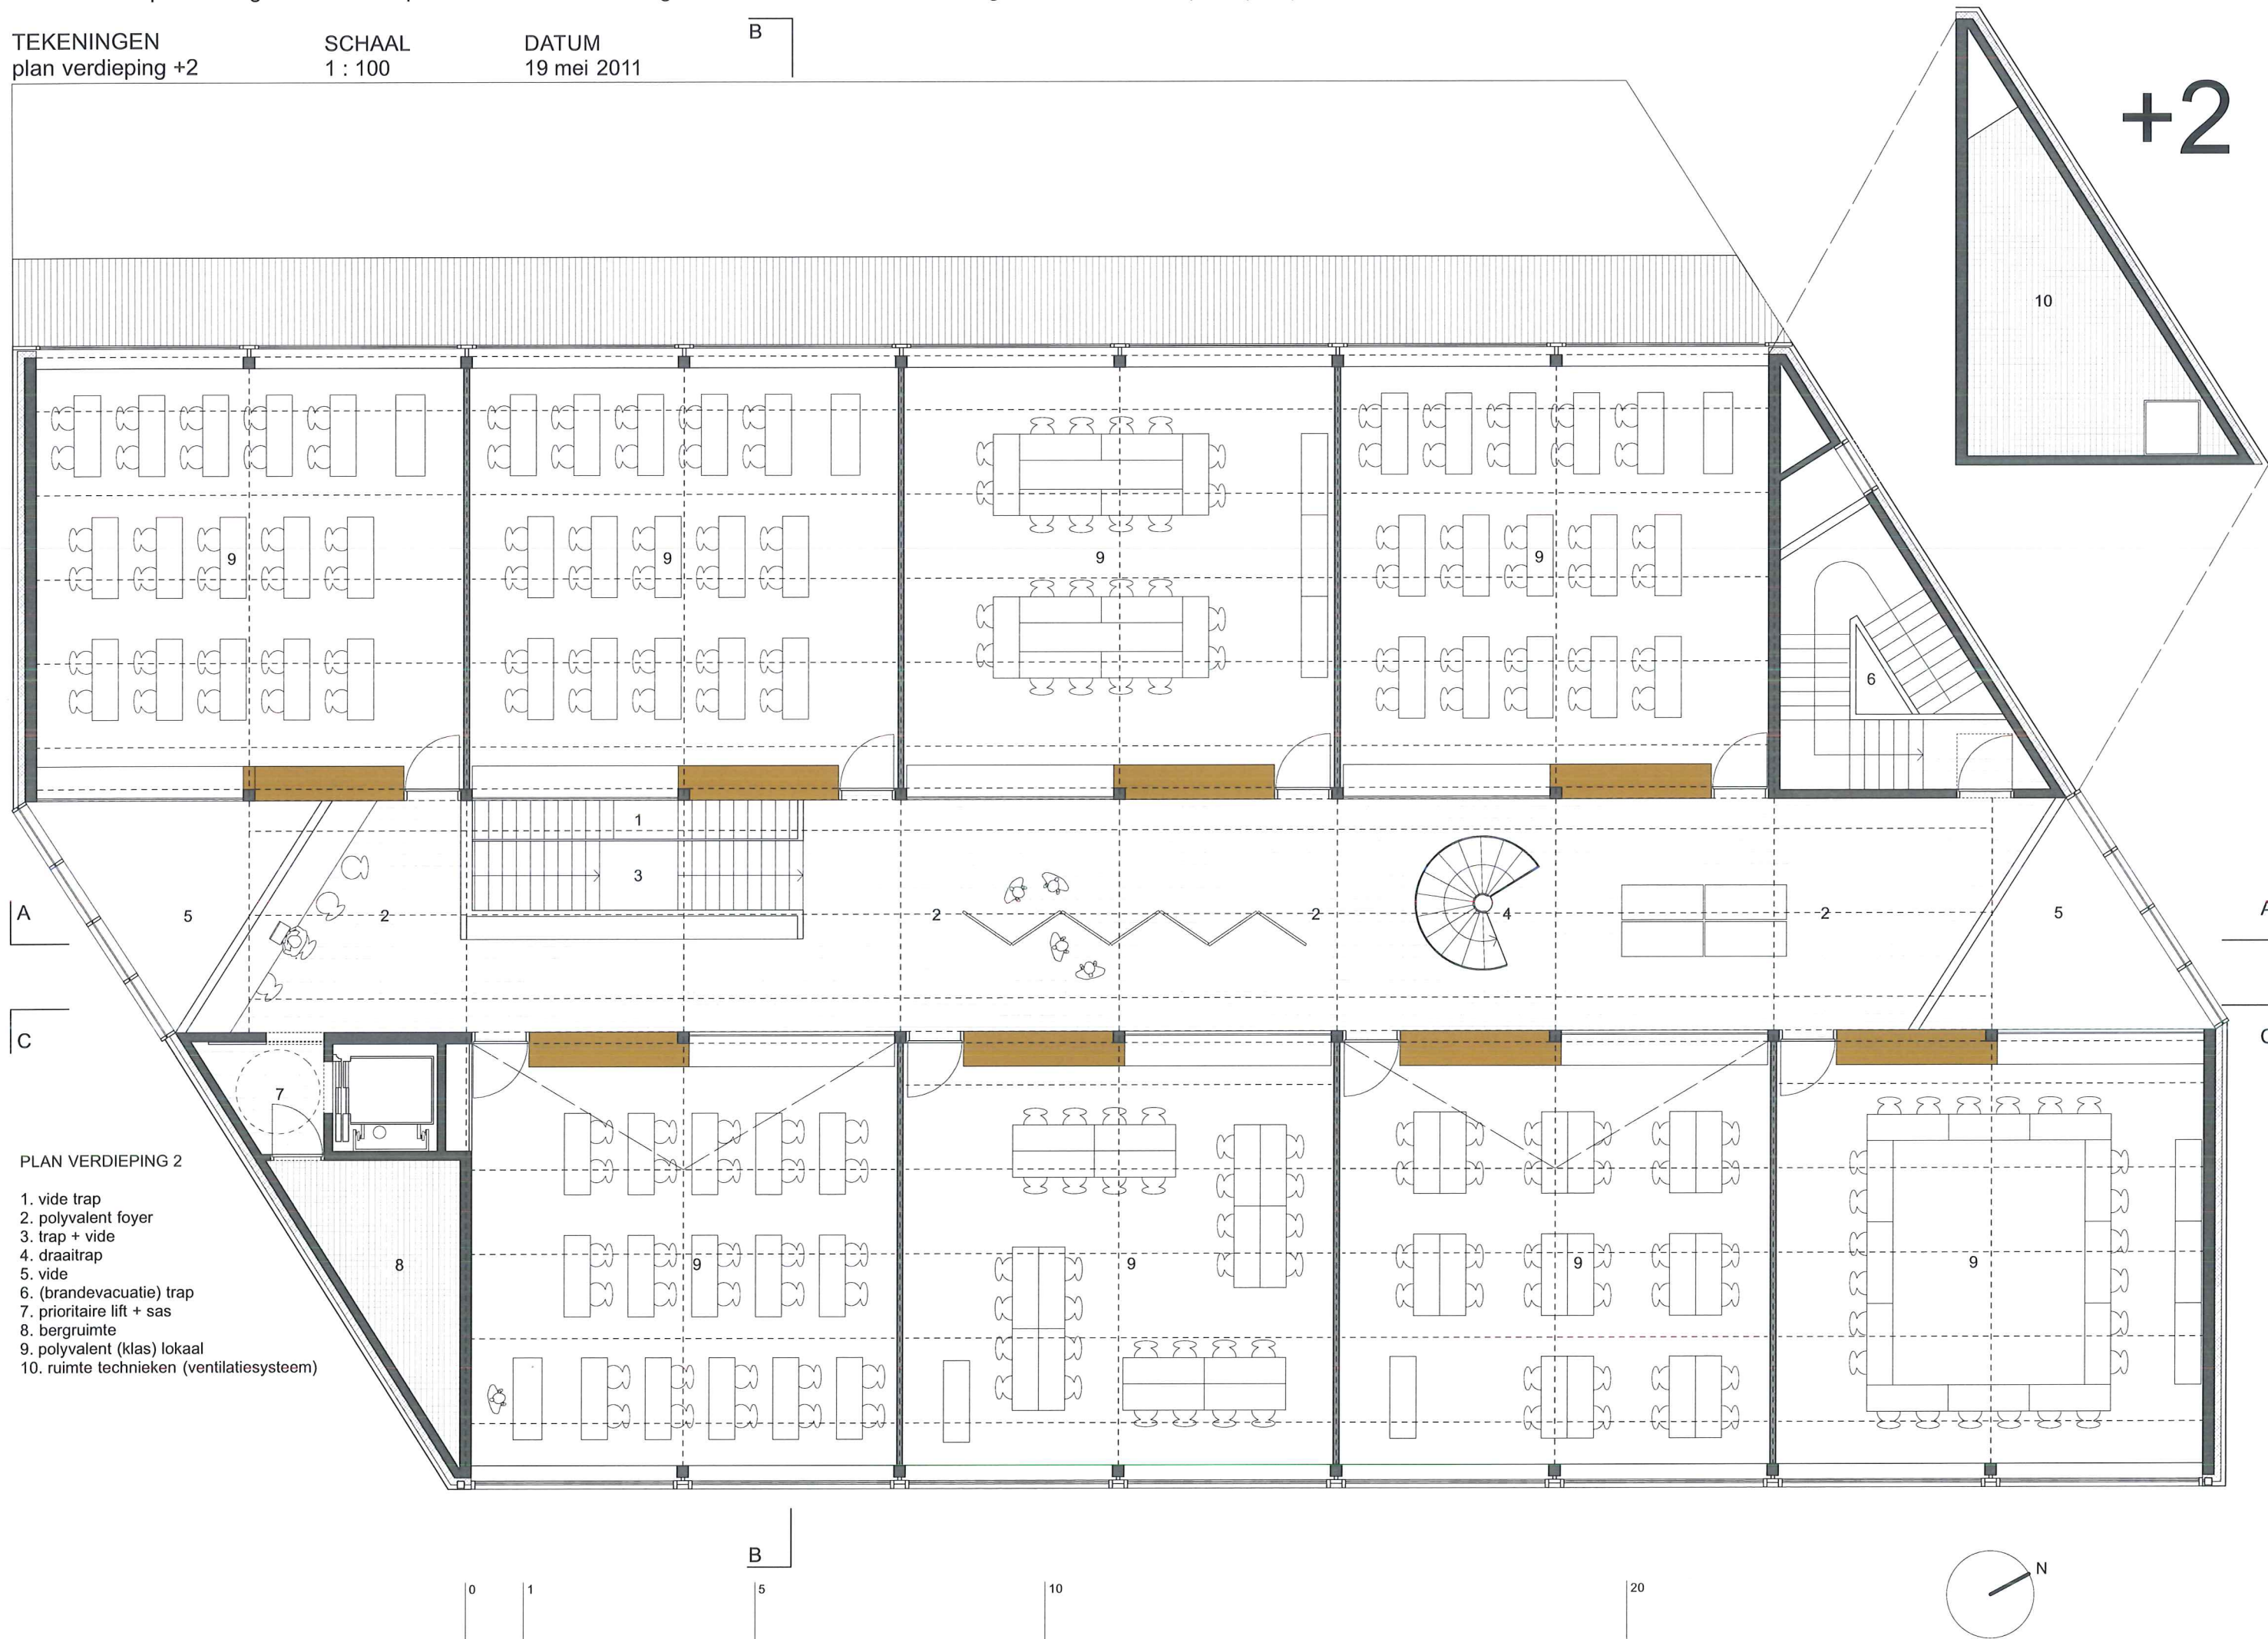 TEKENINGEN SCHAAL DATUM
plan verdieping +2 1 : 100 19 mei 2011
B
+2
10
9 9 9 9
6
1
3
A 5 2 2 2 4 2 5
C
7
PLAN VERDIEPING 2
1. vide trap
2. polyvalent foyer
3. trap + vide
4. draaitrap
5. vide
6. (brandevacuatie) trap
7. prioritaire lift + sas
8. bergruimte
9. polyvalent (klas) lokaal
10. ruimte technieken (ventilatiesysteem)
8 9 9 9 9
B
0 1 5 10 20
N